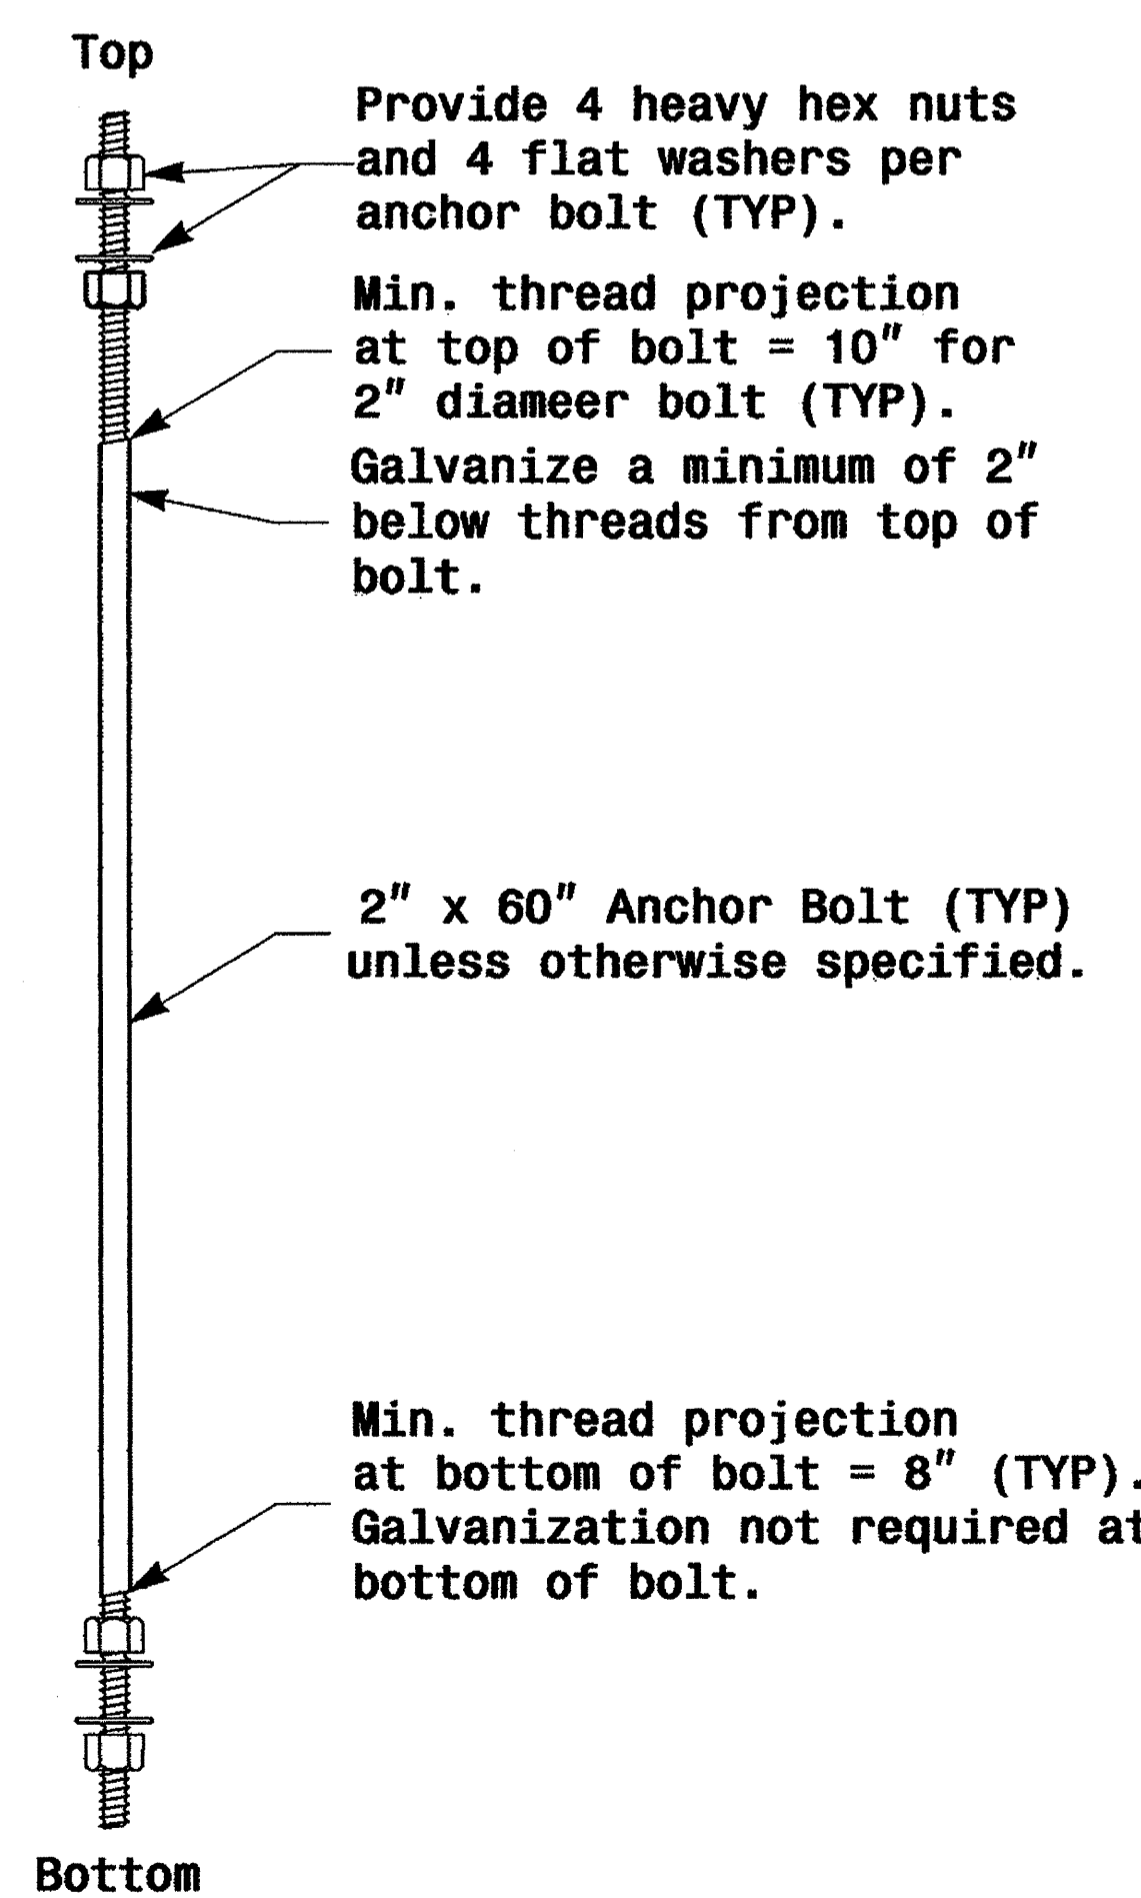 Top
Provide 4 heavy hex nuts
and 4 flat washers per
anchor bolt (TYP).
Min. thread projection
at top of bolt = 10" for
2" diameer bolt (TYP).
Galvanize a minimum of 2"
below threads from top of
bolt.
2" x 60" Anchor Bolt (TYP)
unless otherwise specified.
Min. thread projection
at bottom of bolt = 8" (TYP).
Galvanization not required at
bottom of bolt.
Bottom